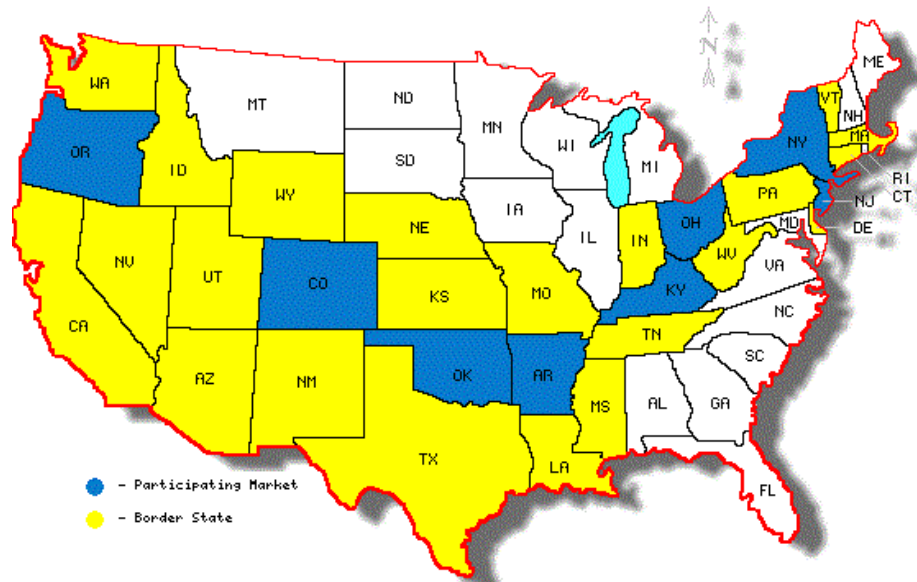 N
ME
WA
VT
MT
ND
NH
MN
MA
OR
NY
WI
SD
MI
ID
RI
PA
CT
WY
NJ
IA
OH
MD
NE
DE
IL
IN
NV
WV
UT
VA
CO
KS
MO
KY
NC
CA
TN
SC
AZ
NM
OK
AR
MS
AL
GA
TX
LA
● - Participating Market
FL
● - Border State